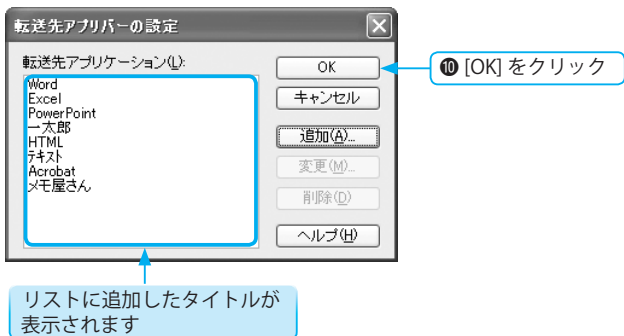 転送先アプリバーの設定
転送先アプリケーション(L):
Word
Excel
PowerPoint
一太郎
HTML
テキスト
Acrobat
メモ屋さん
OK
キャンセル
追加(A)...
変更(M)...
削除(D)
ヘルプ(H)
❿ [OK] をクリック
リストに追加したタイトルが
表示されます